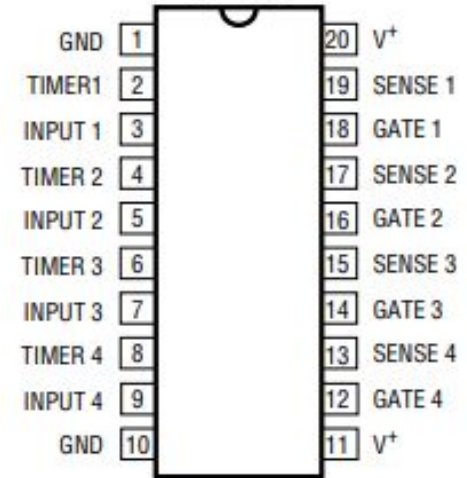 GND 1 20 V+
TIMER1 2 19 SENSE 1
INPUT 1 3 18 GATE 1
TIMER 2 4 17 SENSE 2
INPUT 2 5 16 GATE 2
TIMER 3 6 15 SENSE 3
INPUT 3 7 14 GATE 3
TIMER 4 8 13 SENSE 4
INPUT 4 9 12 GATE 4
GND 10 11 V+